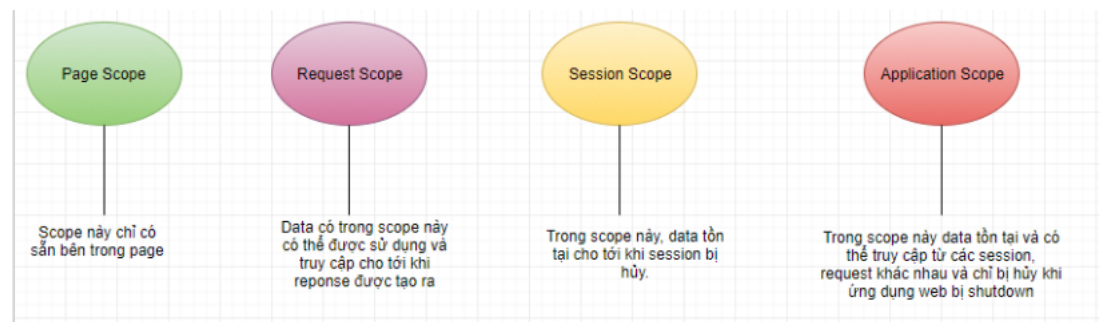 Page Scope
Request Scope
Session Scope
Application Scope
Scope này chỉ có
sẵn bên trong page
Data có trong scope này
có thể được sử dụng và
truy cập cho tới khi
reponse được tạo ra
Trong scope này, data tồn
tại cho tới khi session bị
hủy.
Trong scope này data tồn tại và có
thể truy cập từ các session,
request khác nhau và chỉ bị hủy khi
ứng dụng web bị shutdown